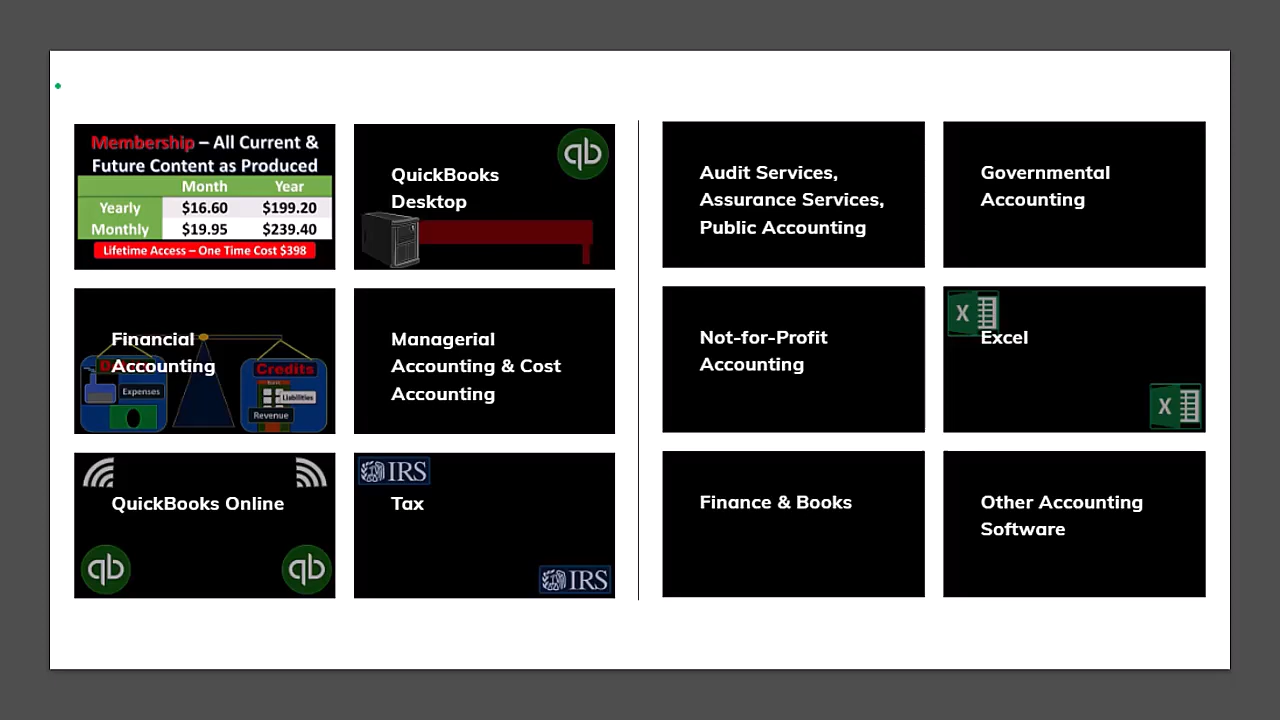 Membership – All Current &
Future Content as Produced
Month Year
Yearly $16.60 $199.20
Monthly $19.95 $239.40
Lifetime Access – One Time Cost $398
qb
QuickBooks
Desktop
Financial
Accounting
Credits
Expenses
Liabilities
Revenue
Managerial
Accounting & Cost
Accounting
QuickBooks Online
qb
qb
IRS
Tax
IRS
Audit Services,
Assurance Services,
Public Accounting
Governmental
Accounting
Not-for-Profit
Accounting
X
Excel
X
Finance & Books
Other Accounting
Software